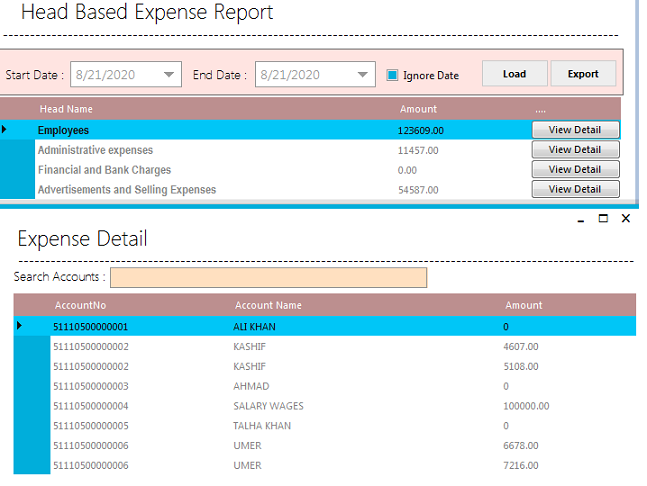 Head Based Expense Report
Start Date : 8/21/2020 End Date : 8/21/2020 Ignore Date Load Export
Head Name Amount ....
Employees 123609.00 View Detail
Administrative expenses 11457.00 View Detail
Financial and Bank Charges 0.00 View Detail
Advertisements and Selling Expenses 54587.00 View Detail
Expense Detail
Search Accounts :
AccountNo Account Name Amount
51110500000001 ALI KHAN 0
51110500000002 KASHIF 4607.00
51110500000002 KASHIF 5108.00
51110500000003 AHMAD 0
51110500000004 SALARY WAGES 100000.00
51110500000005 TALHA KHAN 0
51110500000006 UMER 6678.00
51110500000006 UMER 7216.00